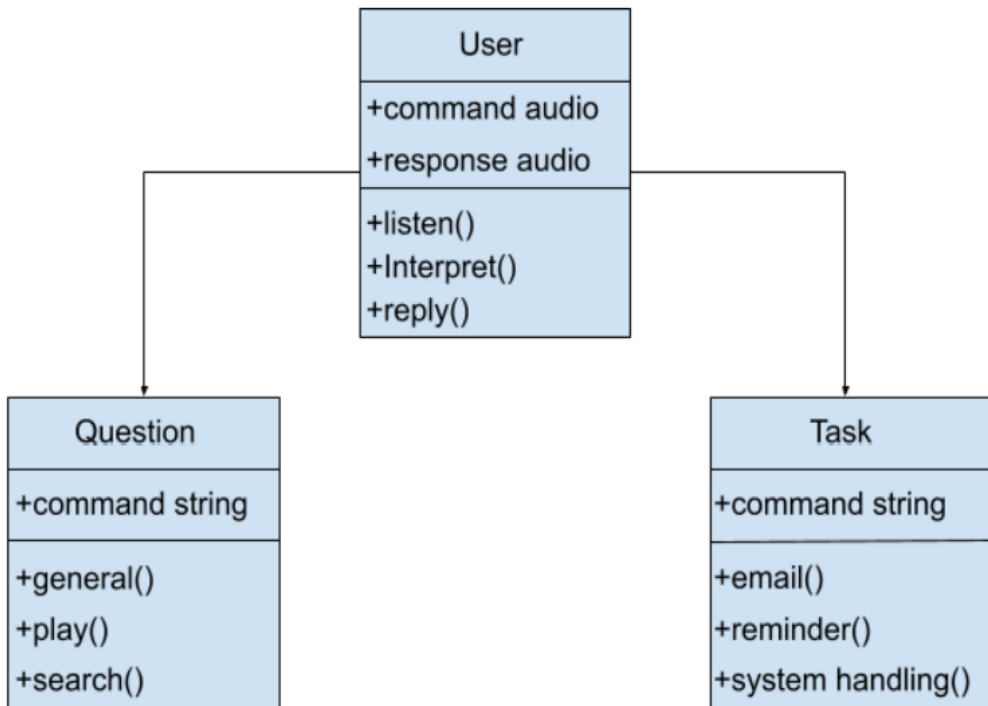 User
+command audio
+response audio
+listen()
+Interpret()
+reply()
Question
+command string
+general()
+play()
+search()
Task
+command string
+email()
+reminder()
+system handling()